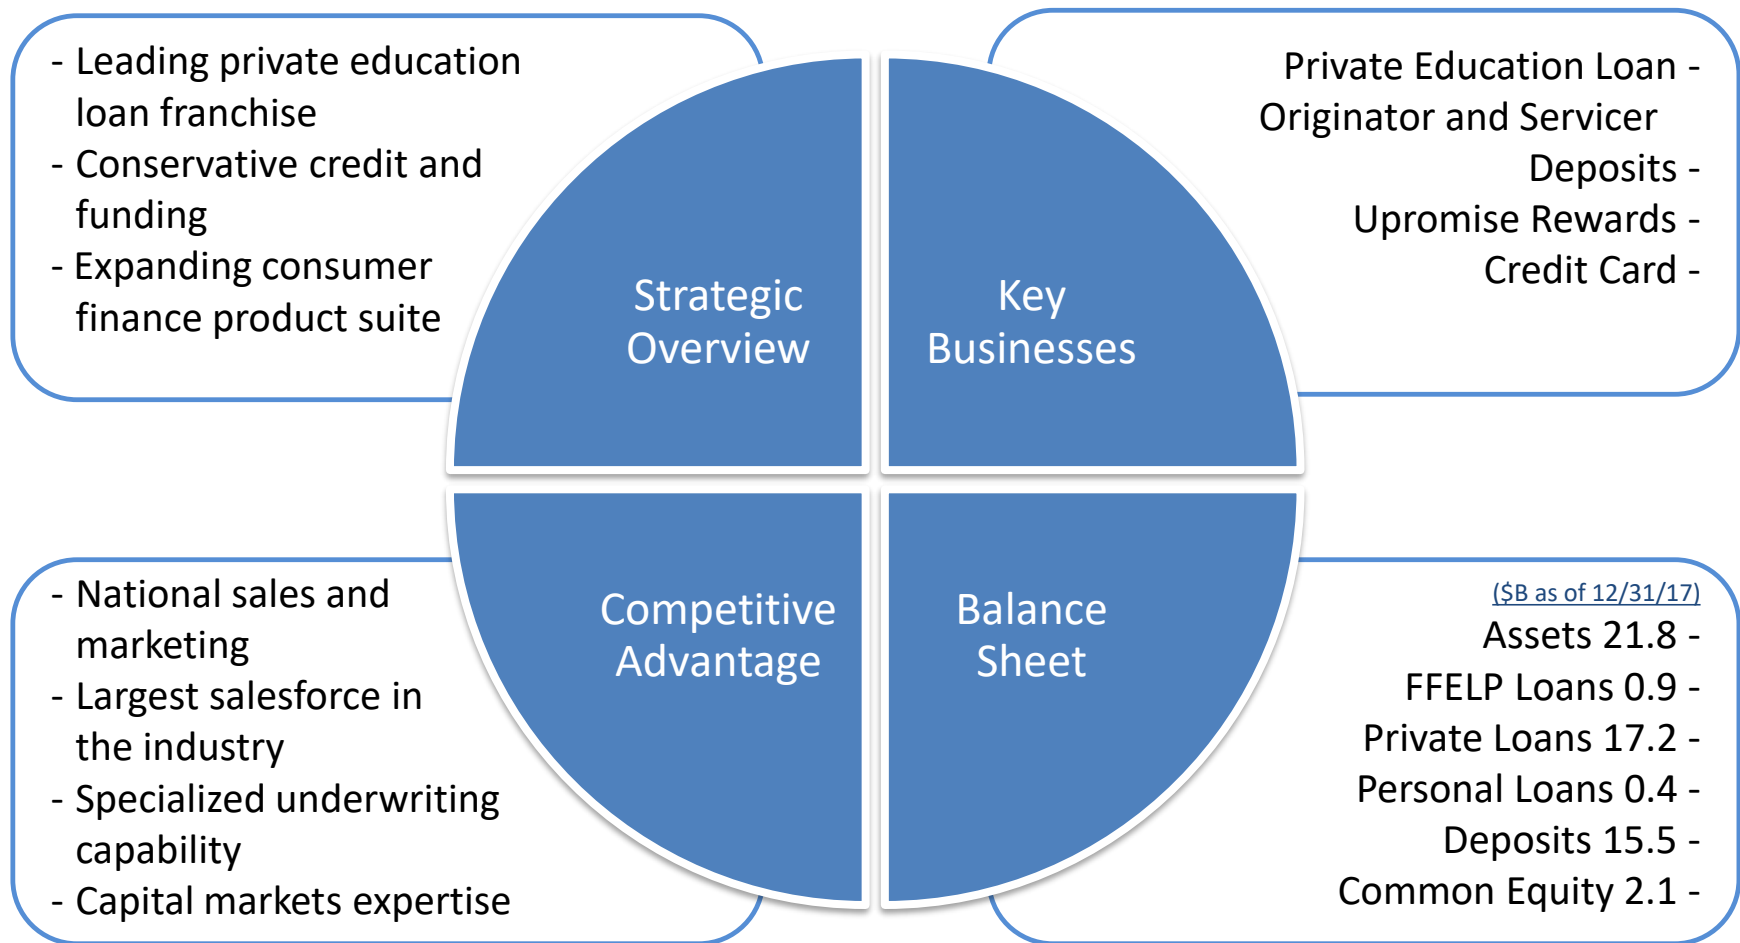 - Leading private education
loan franchise
- Conservative credit and
funding
- Expanding consumer
finance product suite
Strategic
Overview
Key
Businesses
Private Education Loan -
Originator and Servicer
Deposits -
Upromise Rewards -
Credit Card -
- National sales and
marketing
- Largest salesforce in
the industry
- Specialized underwriting
capability
- Capital markets expertise
Competitive
Advantage
Balance
Sheet
($B as of 12/31/17)
Assets 21.8 -
FFELP Loans 0.9 -
Private Loans 17.2 -
Personal Loans 0.4 -
Deposits 15.5 -
Common Equity 2.1 -